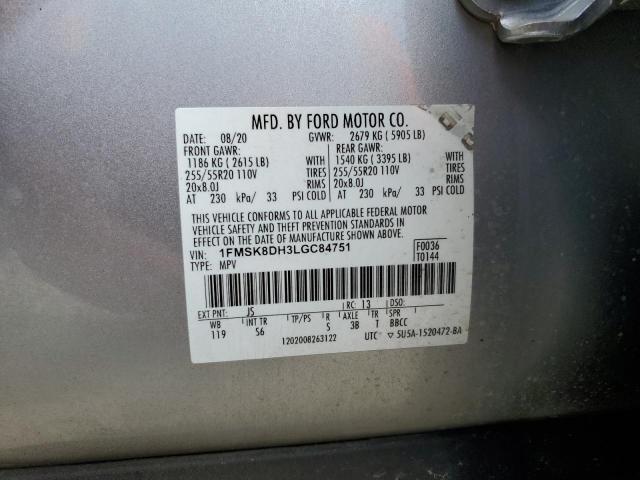 MFD. BY FORD MOTOR CO.
DATE: 08/20 GVWR: 2679 KG (5905 LB)
FRONT GAWR: REAR GAWR:
1186 KG (2615 LB) WITH 1540 KG (3395 LB) WITH
255/55R20 110V TIRES 255/55R20 110V TIRES
20x8.0J RIMS 20x8.0J RIMS
AT 230 kPa/ 33 PSI COLD AT 230 kPa/ 33 PSI COLD
THIS VEHICLE CONFORMS TO ALL APPLICABLE FEDERAL MOTOR
VEHICLE SAFETY AND THEFT PREVENTION STANDARDS IN
EFFECT ON THE DATE OF MANUFACTURE SHOWN ABOVE.
VIN: 1FMSK8DH3LGC84751 F0036
TYPE: MPV T0144
EXT PNT: JS RC: 13 DSO:
WB INT TR TP/PS R AXLE TR SPR
119 S6 S 3B T BBCC
1202008263122 UTC ▽ 5U5A-1520472-BA